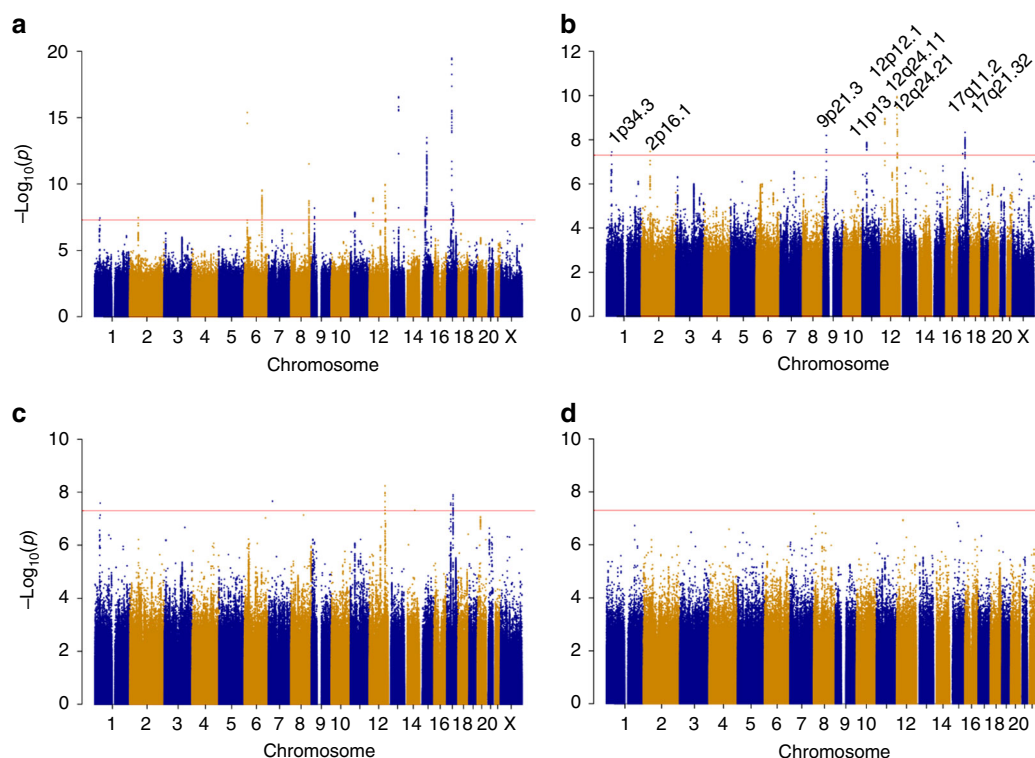 a
20
15
10
5
0
–Log10(p)
1 2 3 4 5 6 7 8 9 10 12 14 16 18 20 X
Chromosome
b
12
10
8
6
4
2
0
1p34.3
2p16.1
9p21.3
11p13
12p12.1
12q24.11
12q24.21
17q11.2
17q21.32
1 2 3 4 5 6 7 8 9 10 12 14 16 18 20 X
Chromosome
c
10
8
6
4
2
0
–Log10(p)
1 2 3 4 5 6 7 8 9 10 12 14 16 18 20 X
Chromosome
d
10
8
6
4
2
0
1 2 3 4 5 6 7 8 9 10 12 14 16 18 20
Chromosome